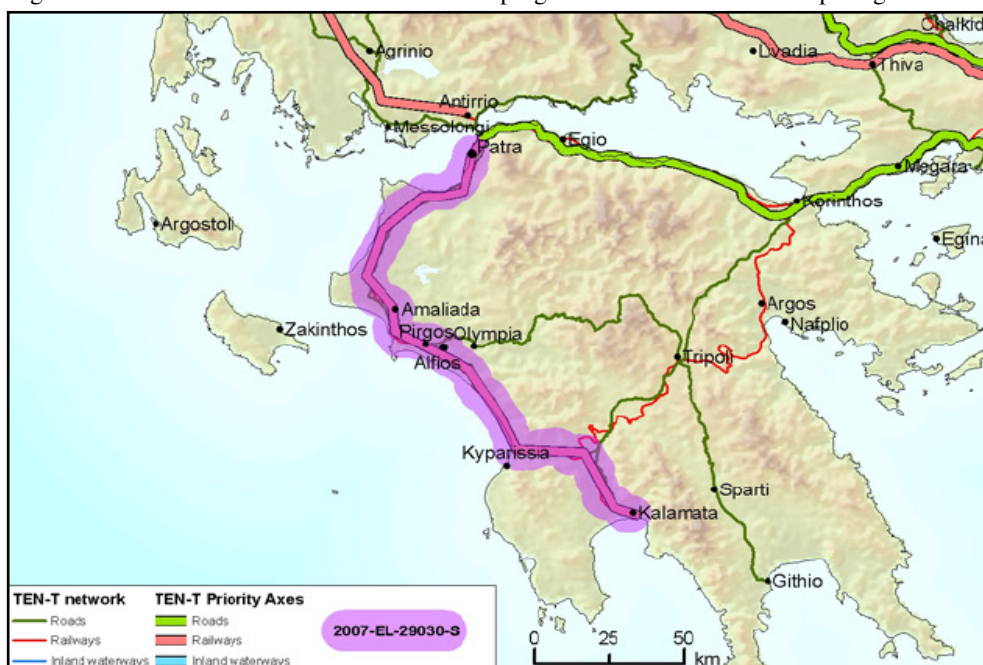 Chalkid
Agrinio
Lvadia
Thiva
Antirrio
Messolongi
Patra
Egio
Megara
Korinthos
Argostoli
Egina
Argos
Amaliada
Zakinthos
Nafplio
Pirgos
Olympia
Alfios
Tripoli
Kyparissia
Sparti
Kalamata
Githio
TEN-T network
Roads
Railways
Inland waterways
TEN-T Priority Axes
Roads
Railways
Inland waterways
2007-EL-29030-S
0 25 50
km